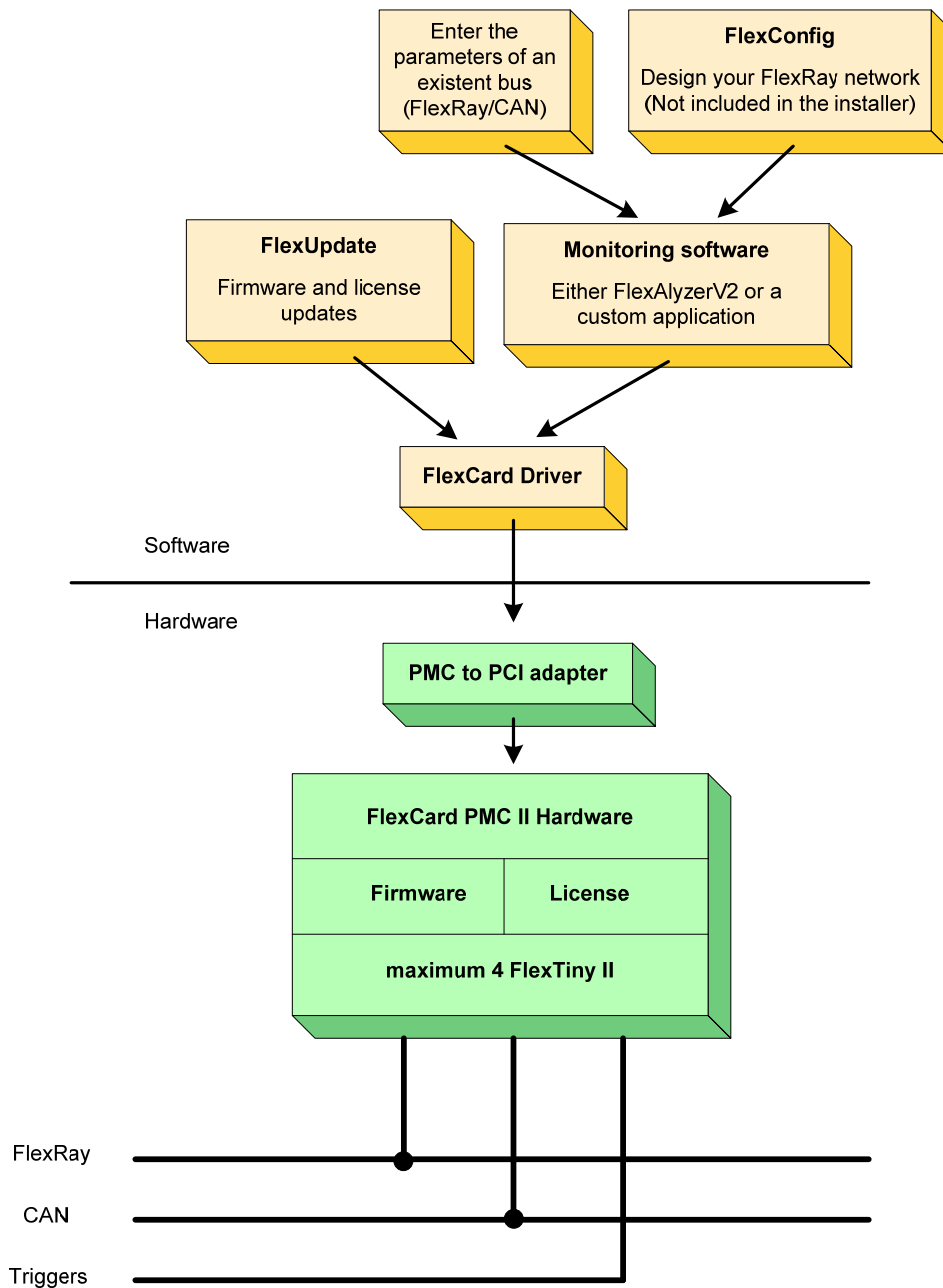 Enter the
parameters of an
existent bus
(FlexRay/CAN)
FlexConfig
Design your FlexRay network
(Not included in the installer)
FlexUpdate
Firmware and license
updates
Monitoring software
Either FlexAlyzerV2 or a
custom application
FlexCard Driver
Software
Hardware
PMC to PCI adapter
FlexCard PMC II Hardware
Firmware
License
maximum 4 FlexTiny II
FlexRay
CAN
Triggers